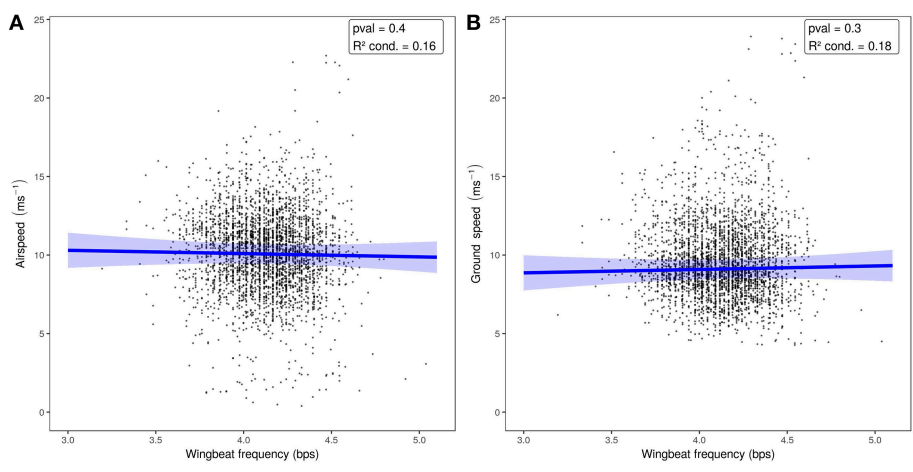 A
pval = 0.4
R² cond. = 0.16
25
20
15
10
5
0
Airspeed (ms⁻¹)
3.0 3.5 4.0 4.5 5.0
Wingbeat frequency (bps)
B
pval = 0.3
R² cond. = 0.18
25
20
15
10
5
0
Ground speed (ms⁻¹)
3.0 3.5 4.0 4.5 5.0
Wingbeat frequency (bps)